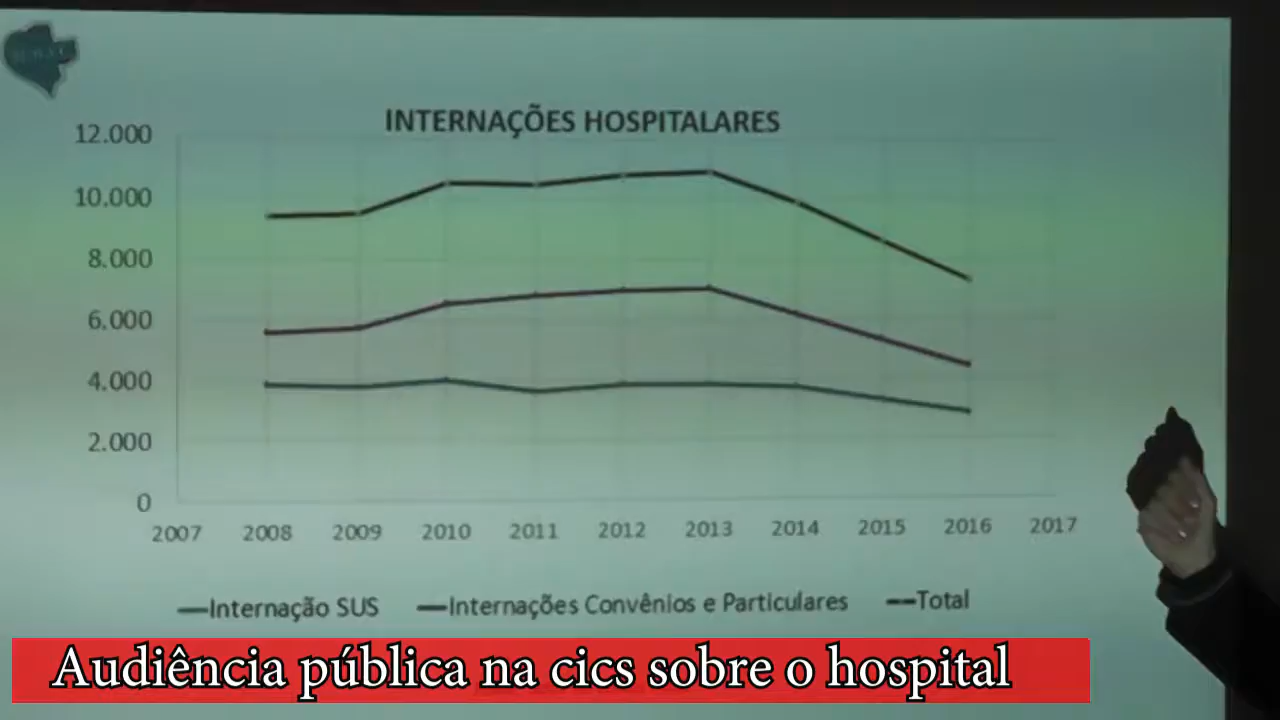 INTERNAÇÕES HOSPITALARES
12.000
10.000
8.000
6.000
4.000
2.000
0
2007 2008 2009 2010 2011 2012 2013 2014 2015 2016 2017
Internação SUS Internações Convênios e Particulares Total
Audiência pública na cics sobre o hospital